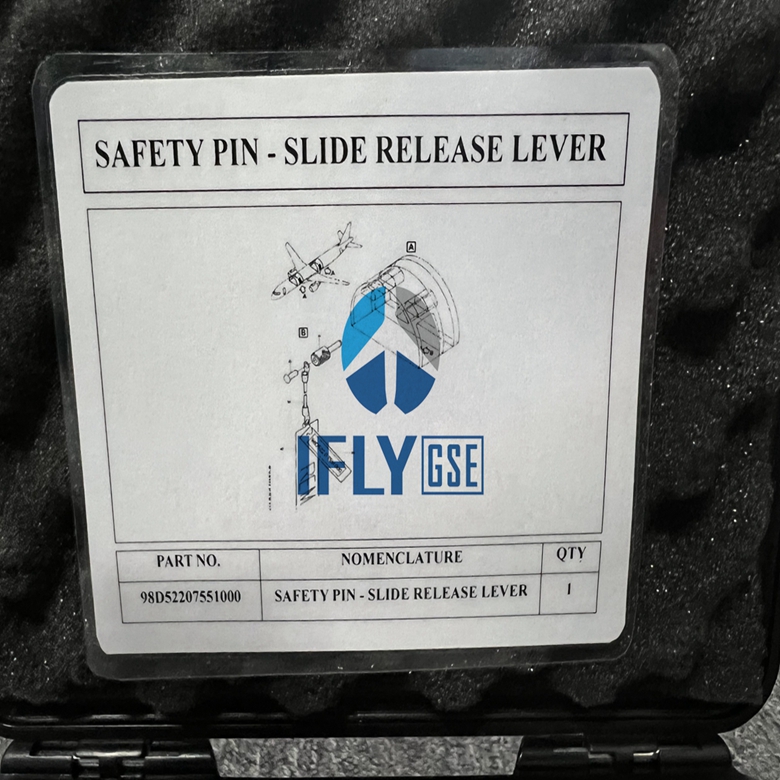 SAFETY PIN - SLIDE RELEASE LEVER
A
B
IFLY GSE
PART NO. NOMENCLATURE QTY
98D52207551000 SAFETY PIN - SLIDE RELEASE LEVER 1